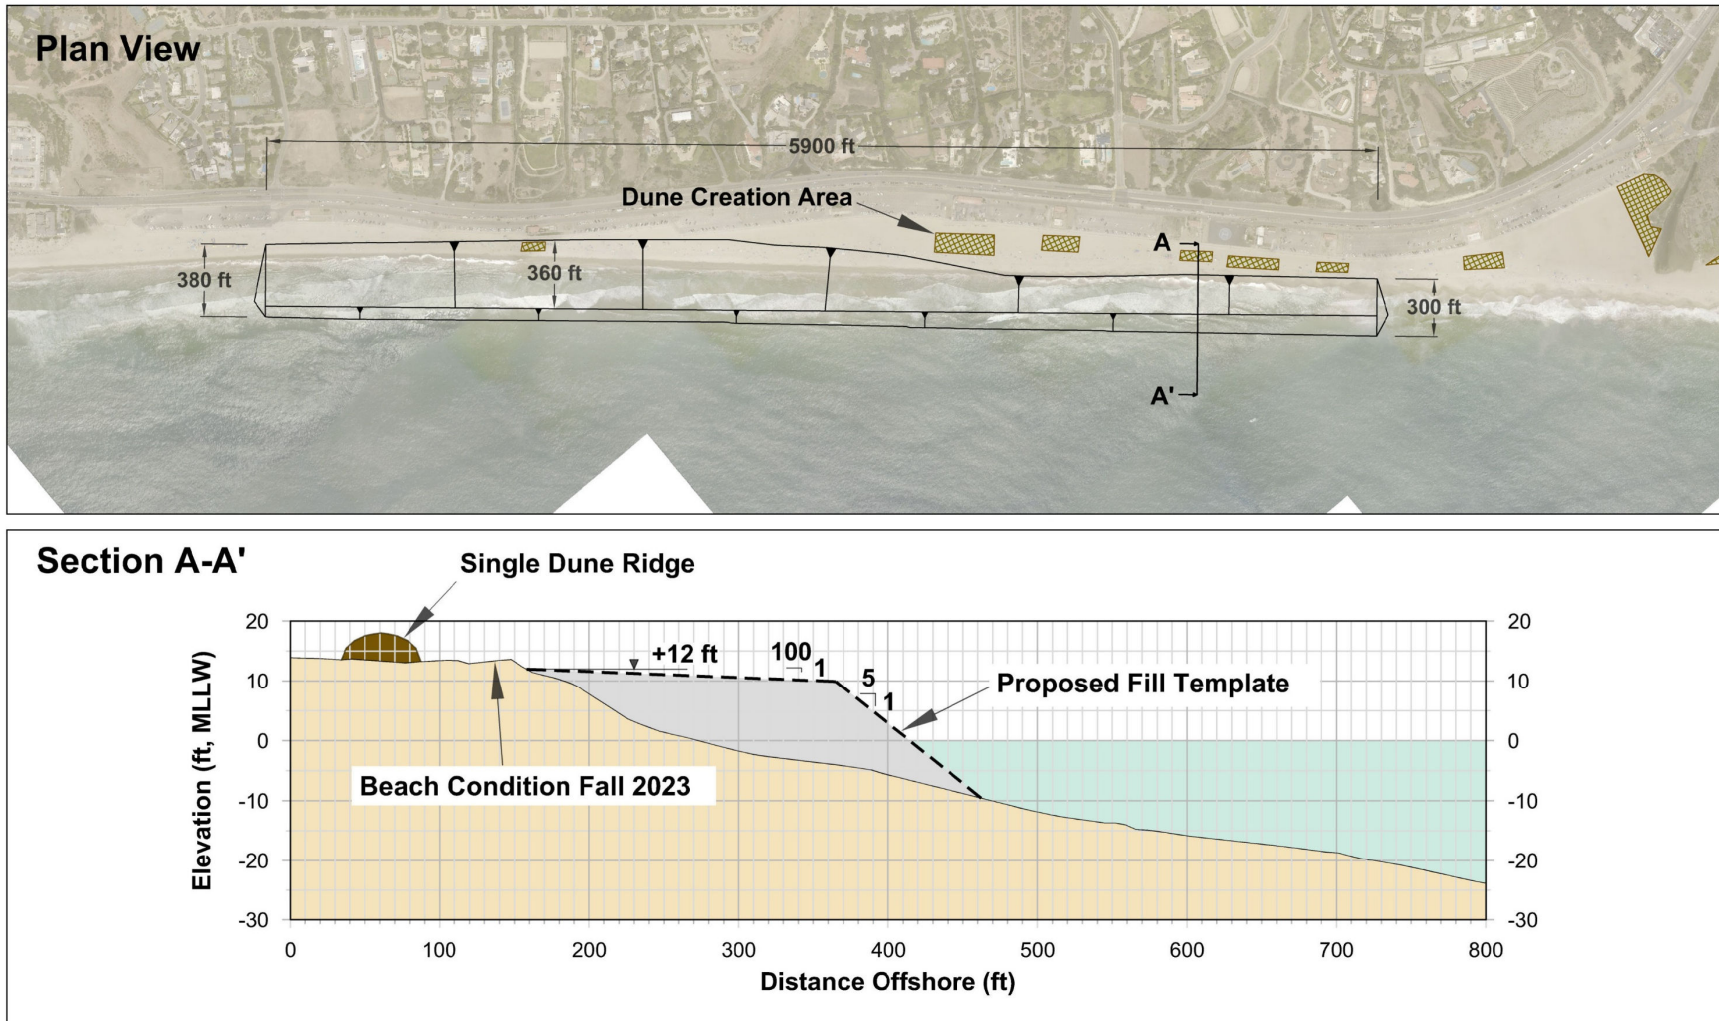 Plan View
5900 ft
Dune Creation Area
A
380 ft
360 ft
300 ft
A'
Section A-A'
Single Dune Ridge
20
20
+12 ft
100
1
5
1
Proposed Fill Template
10
10
0
0
Beach Condition Fall 2023
-10
-10
-20
-20
-30
-30
Elevation (ft, MLLW)
0 100 200 300 400 500 600 700 800
Distance Offshore (ft)